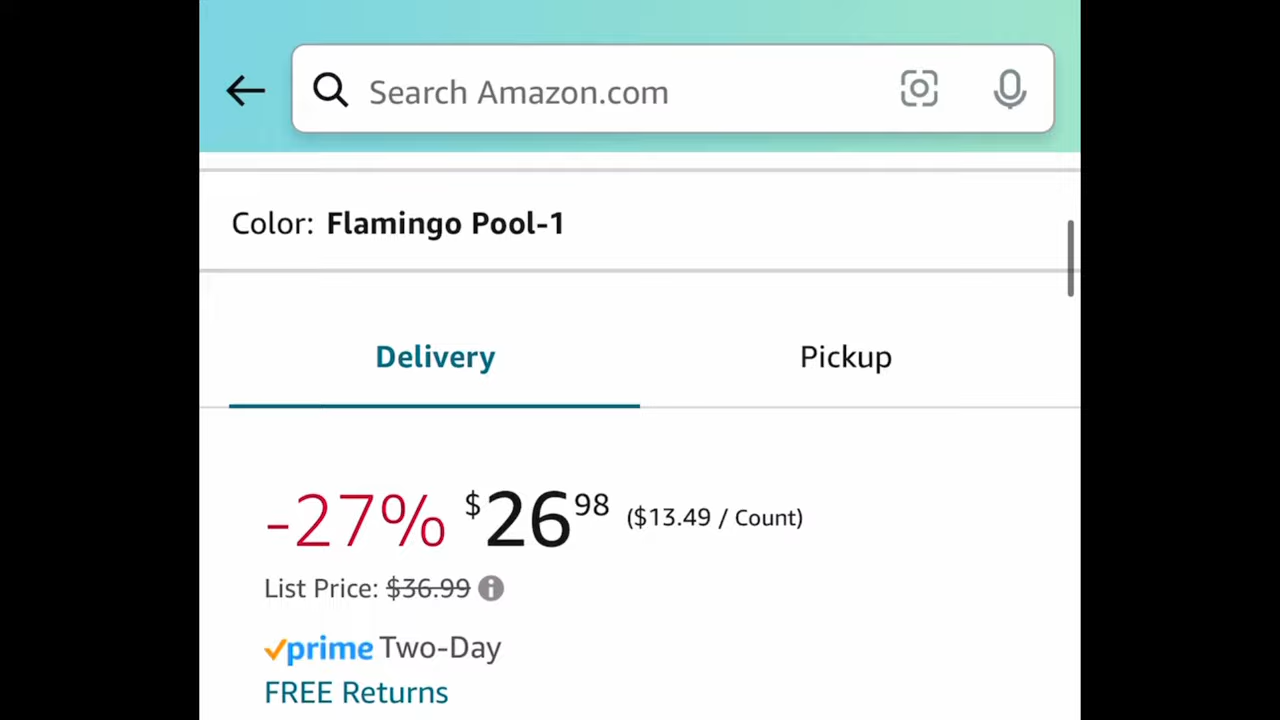 Search Amazon.com
Color: Flamingo Pool-1
Delivery Pickup
-27% $26 98 ($13.49 / Count)
List Price: $36.99
prime Two-Day
FREE Returns